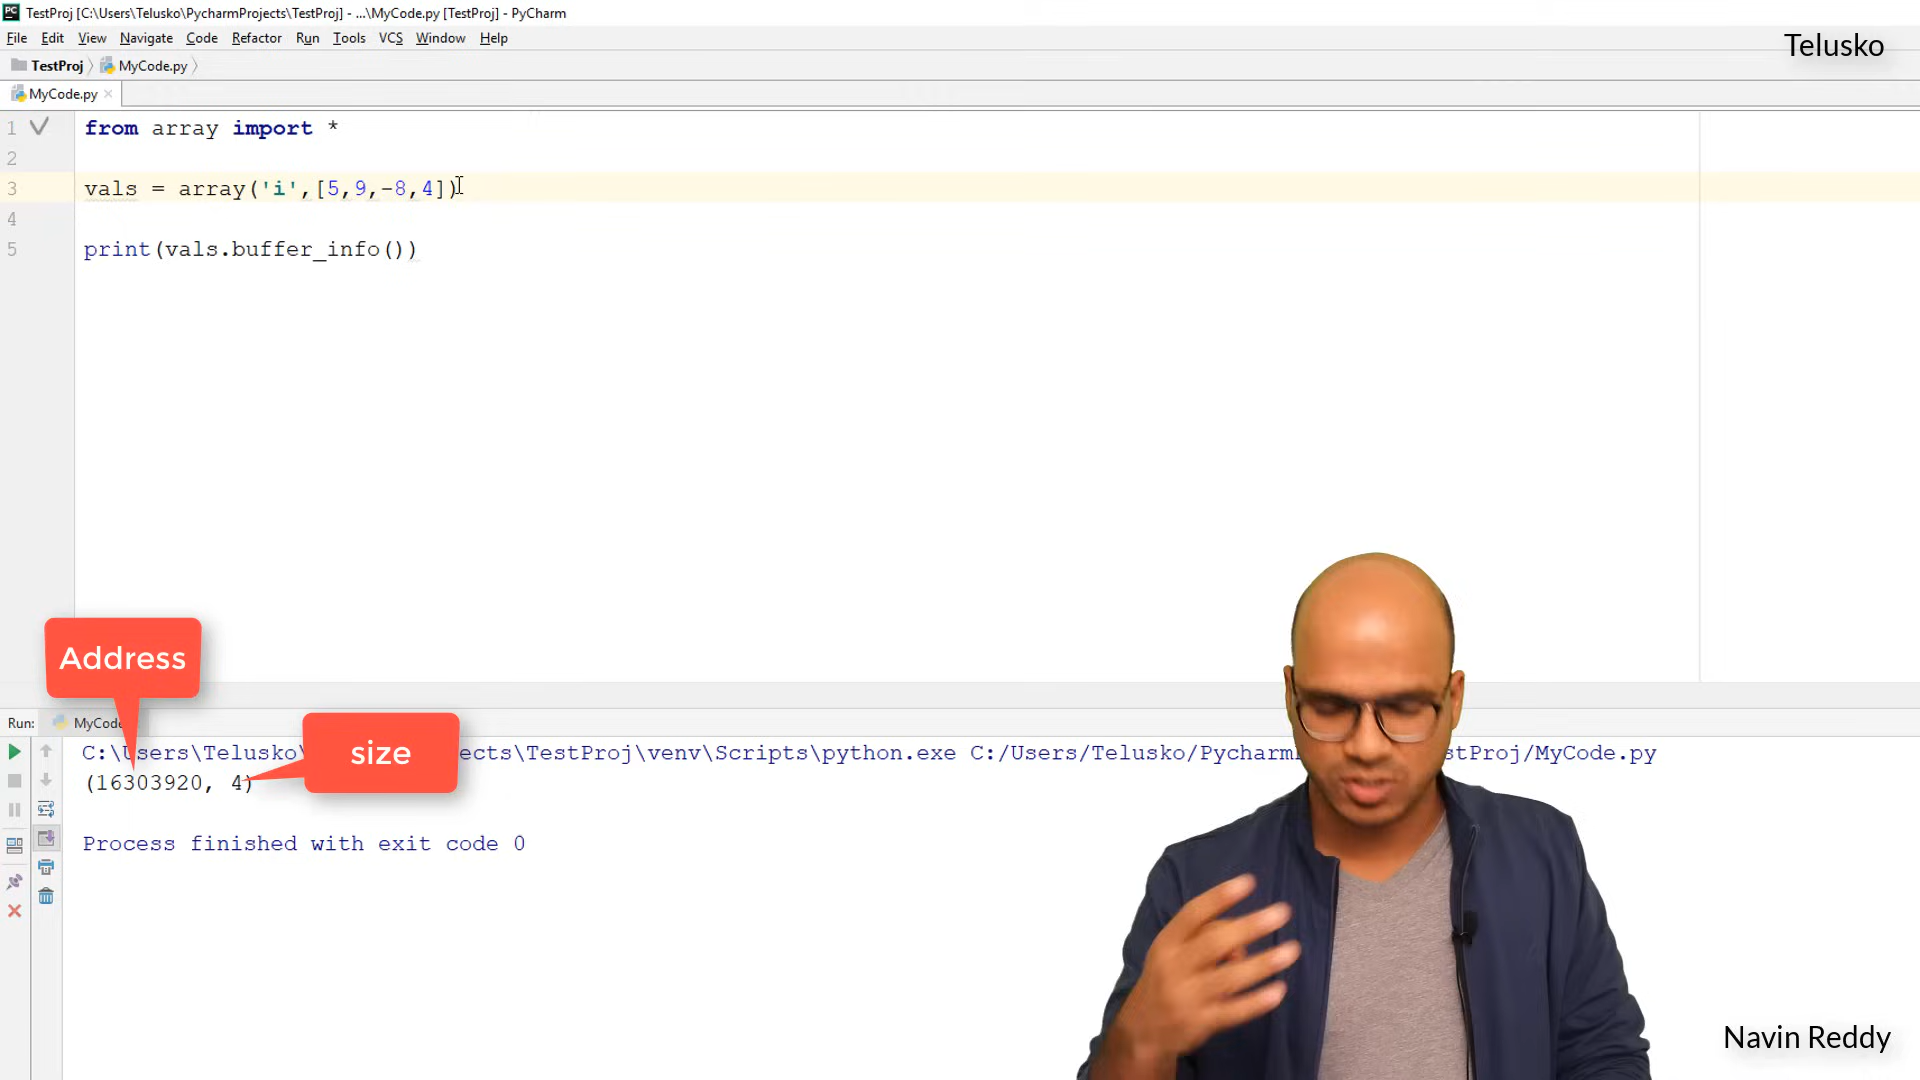 TestProj [C:\Users\Telusko\PycharmProjects\TestProj] - ...\MyCode.py [TestProj] - PyCharm
File Edit View Navigate Code Refactor Run Tools VCS Window Help
Telusko
TestProj MyCode.py
MyCode.py
1 from array import *
2
3 vals = array('i',[5,9,-8,4])
4
5 print(vals.buffer_info())
Address
Run: MyCode
size
C:\Users\Telusko\ ects\TestProj\venv\Scripts\python.exe C:/Users/Telusko/Pycharm stProj/MyCode.py
(16303920, 4)
Process finished with exit code 0
Navin Reddy